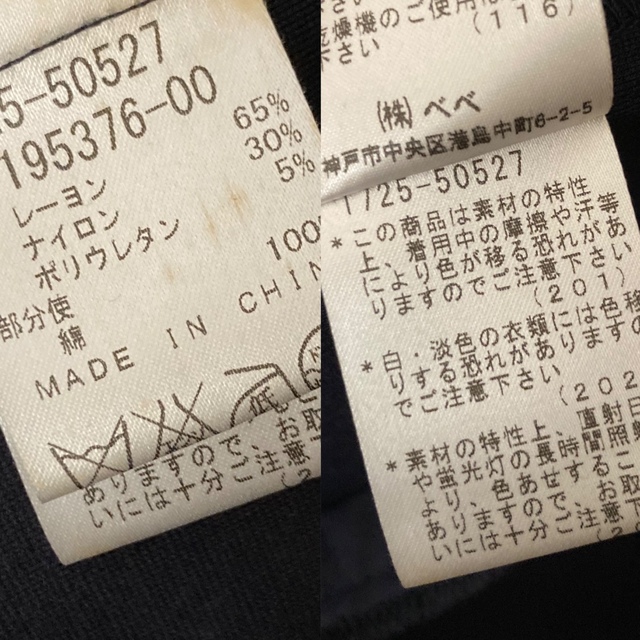 5-50527
195376-00
レーヨン 65%
ナイロン 30%
ポリウレタン 5%
部分使
綿 100
MADE IN CHIN
低
ありますので、お取
いには十分ご注意
燥機のご使用は
下さい (116)
(株) べべ
神戸市中央区港島中町6-2-5
1725-50527
* この商品は素材の特性
上、着用中の摩擦や汗等
により色が移る恐れがあ
りますのでご注意下さい
(201)
* 白・淡色の衣類には色移
りする恐れがありますの
でご注意下さい
(202
* 素材の特性上、直射日
や蛍光灯の長時間照
より、色あせするこ
ありますので、お取
いには十分ご注意
(2